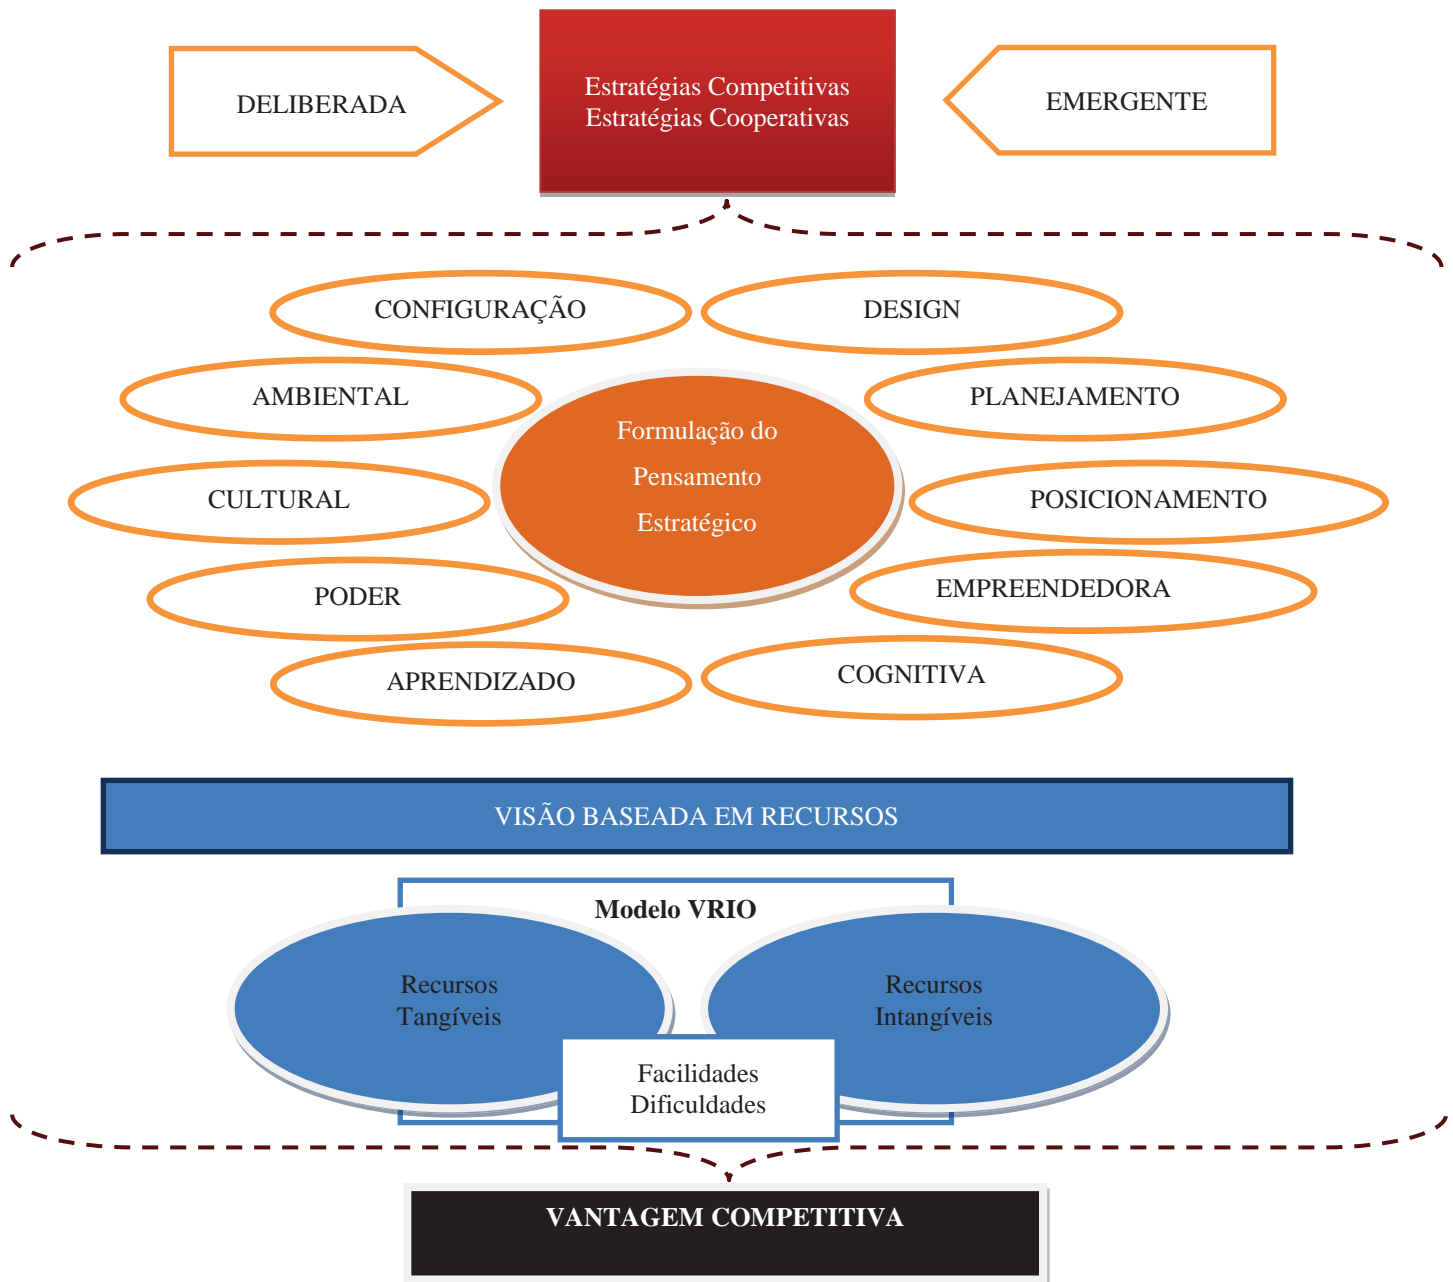 DELIBERADA
Estratégias Competitivas
Estratégias Cooperativas
EMERGENTE
CONFIGURAÇÃO
DESIGN
AMBIENTAL
PLANEJAMENTO
Formulação do
Pensamento
Estratégico
CULTURAL
POSICIONAMENTO
PODER
EMPREENDEDORA
APRENDIZADO
COGNITIVA
VISÃO BASEADA EM RECURSOS
Modelo VRIO
Recursos
Tangíveis
Recursos
Intangíveis
Facilidades
Dificuldades
VANTAGEM COMPETITIVA